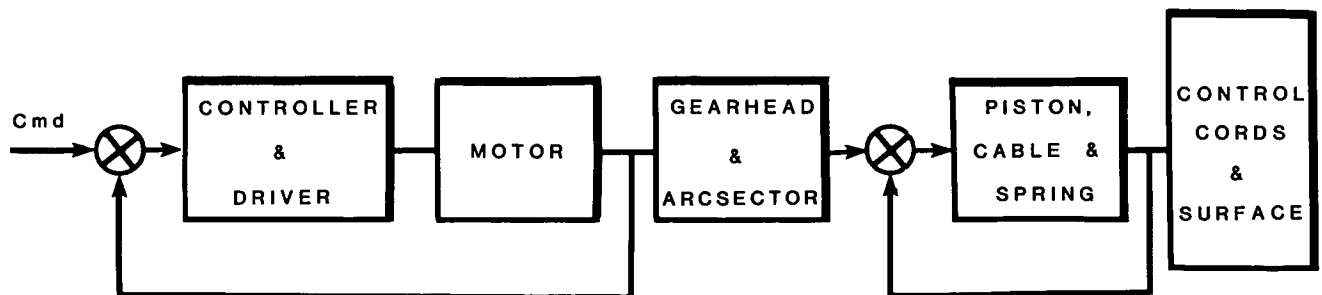 Cmd
CONTROLLER
&
DRIVER
MOTOR
GEARHEAD
&
ARCSECTOR
PISTON,
CABLE &
SPRING
CONTROL
CORDS
&
SURFACE